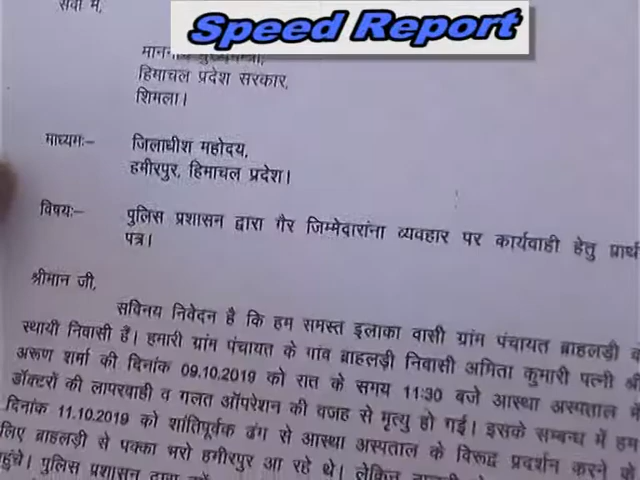 सेवा में,
Speed Report
माननीय मुख्यमन्त्री,
हिमाचल प्रदेश सरकार,
शिमला।
माध्यमः– जिलाधीश महोदय,
हमीरपुर, हिमाचल प्रदेश।
विषयः– पुलिस प्रशासन द्वारा गैर जिम्मेदारांना व्यवहार पर कार्यवाही हेतु प्रार्थ
पत्र।
श्रीमान जी,
सविनय निवेदन है कि हम समस्त इलाका वासी ग्रांम पंचायत ब्राहलड़ी
स्थायी निवासी हैं। हमारी ग्रांम पंचायत के गांव ब्राहलड़ी निवासी अमिता कुमारी पत्नी श्री
अरूण शर्मा की दिनांक 09.10.2019 को रात के समय 11:30 बजे आस्था अस्पताल में
डॉक्टरों की लापरवाही व गलत ऑपरेशन की वजह से मृत्यु हो गई। इसके सम्बन्ध में हम
दिनांक 11.10.2019 को शांतिपूर्वक ढंग से आस्था अस्पताल के विरूद्ध प्रदर्शन करने के
लिए ब्राहलड़ी से पक्का भरो हमीरपुर आ रहे थे। लेकिन
पहुंचे। पुलिस प्रशासन द्वारा